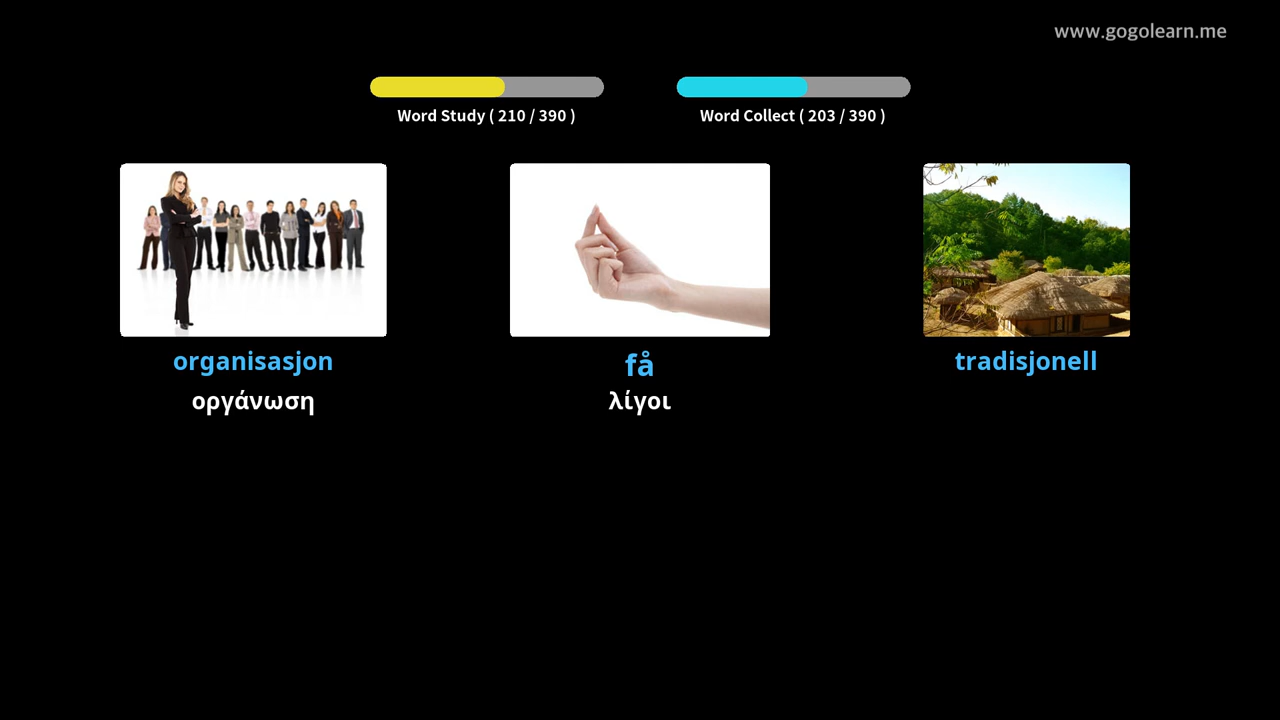 www.gogolearn.me
Word Study ( 210 / 390 )
Word Collect ( 203 / 390 )
organisasjon
få
tradisjonell
οργάνωση
λίγοι